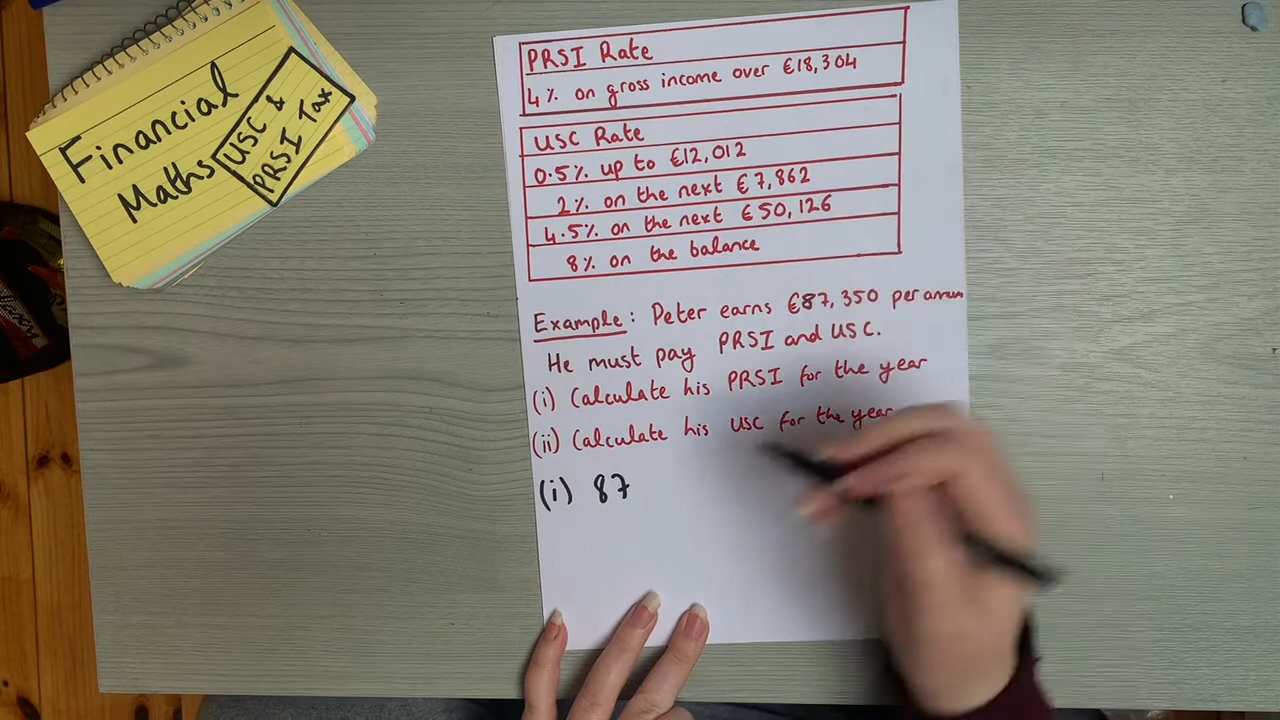 Financial
Maths
USC &
PRSI Tax
PRSI Rate
4% on gross income over €18,304
USC Rate
0.5% up to €12,012
2% on the next €7,862
4.5% on the next €50,126
8% on the balance
Example: Peter earns €87,350 per annum
He must pay PRSI and USC.
(i) Calculate his PRSI for the year
(ii) Calculate his USC for the year
(i) 87